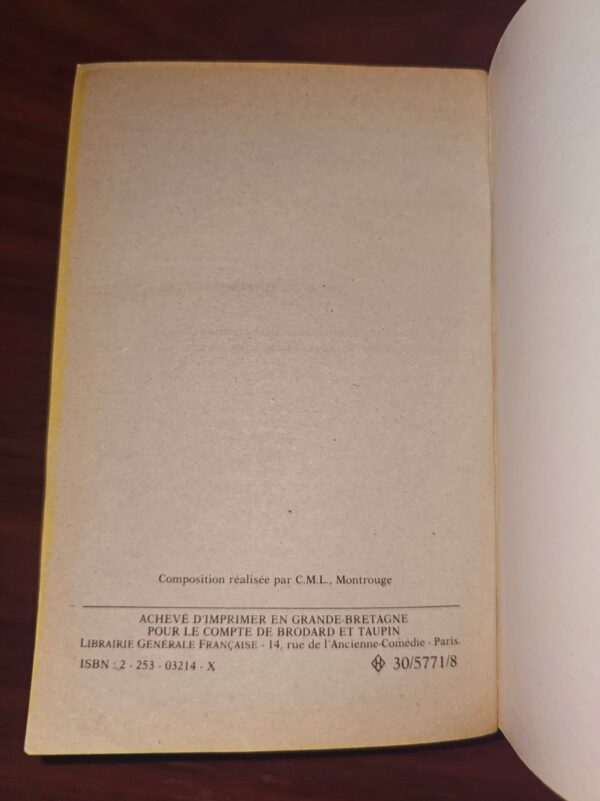 Composition réalisée par C.M.L., Montrouge
ACHEVÉ D'IMPRIMER EN GRANDE-BRETAGNE
POUR LE COMPTE DE BRODARD ET TAUPIN
LIBRAIRIE GÉNÉRALE FRANÇAISE - 14, rue de l'Ancienne-Comédie - Paris.
ISBN : 2 - 253 - 03214 - X 30/5771/8